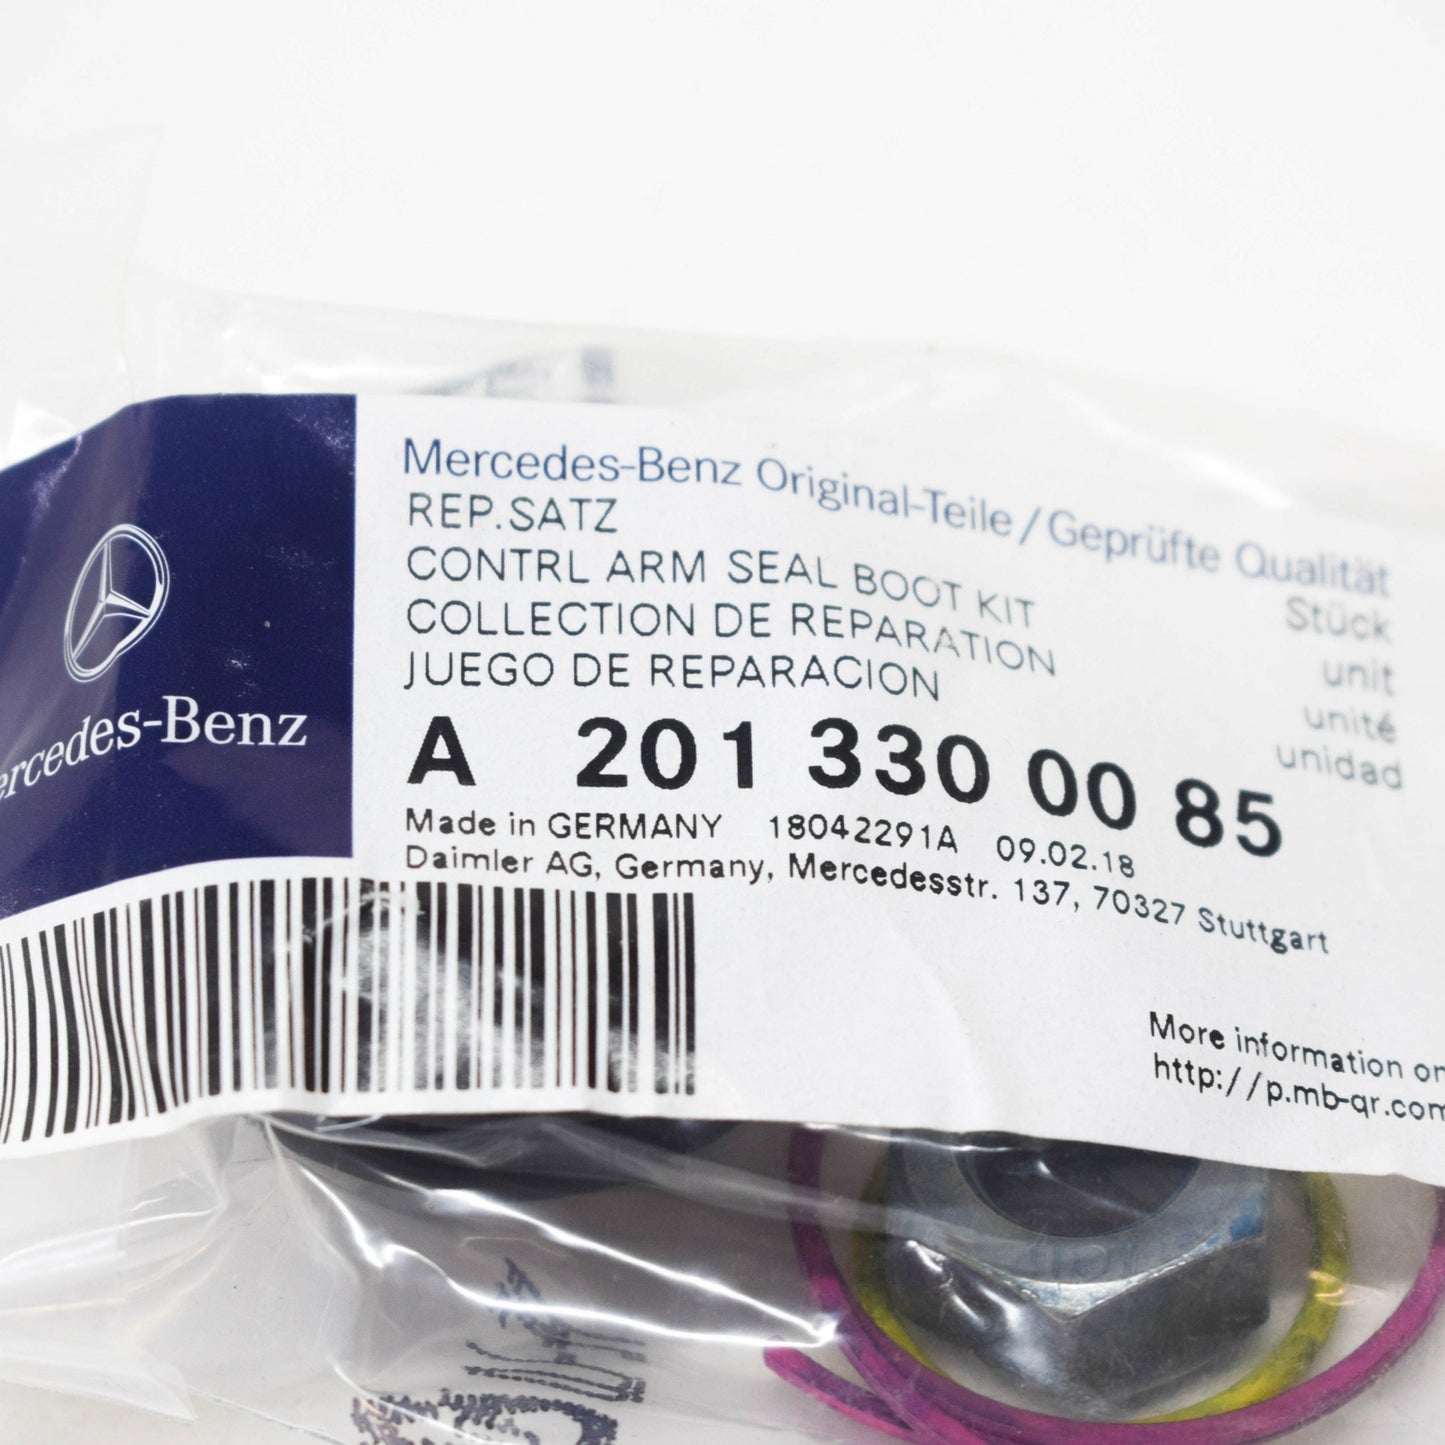 Mercedes-Benz Original-Teile/Geprüfte Qualität
REP.SATZ
Stück
CONTRL ARM SEAL BOOT KIT
unit
COLLECTION DE REPARATION
unité
JUEGO DE REPARACION
unidad
A 201 330 00 85
Made in GERMANY 18042291A 09.02.18
Daimler AG, Germany, Mercedesstr. 137, 70327 Stuttgart
More information on
http://p.mb-qr.com
ercedes-Benz